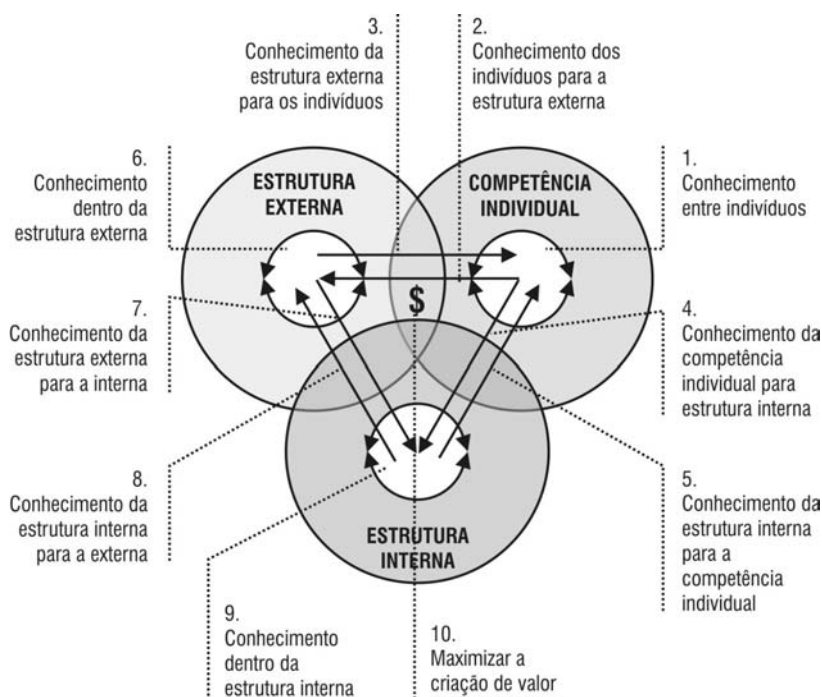 3.
Conhecimento da
estrutura externa
para os indivíduos
2.
Conhecimento dos
indivíduos para a
estrutura externa
6.
Conhecimento
dentro da
estrutura externa
ESTRUTURA
EXTERNA
COMPETÊNCIA
INDIVIDUAL
1.
Conhecimento
entre indivíduos
$
7.
Conhecimento da
estrutura externa
para a interna
4.
Conhecimento da
competência
individual para
estrutura interna
8.
Conhecimento da
estrutura interna
para a externa
ESTRUTURA
INTERNA
5.
Conhecimento da
estrutura interna
para a
competência
individual
9.
Conhecimento
dentro da
estrutura interna
10.
Maximizar a
criação de valor